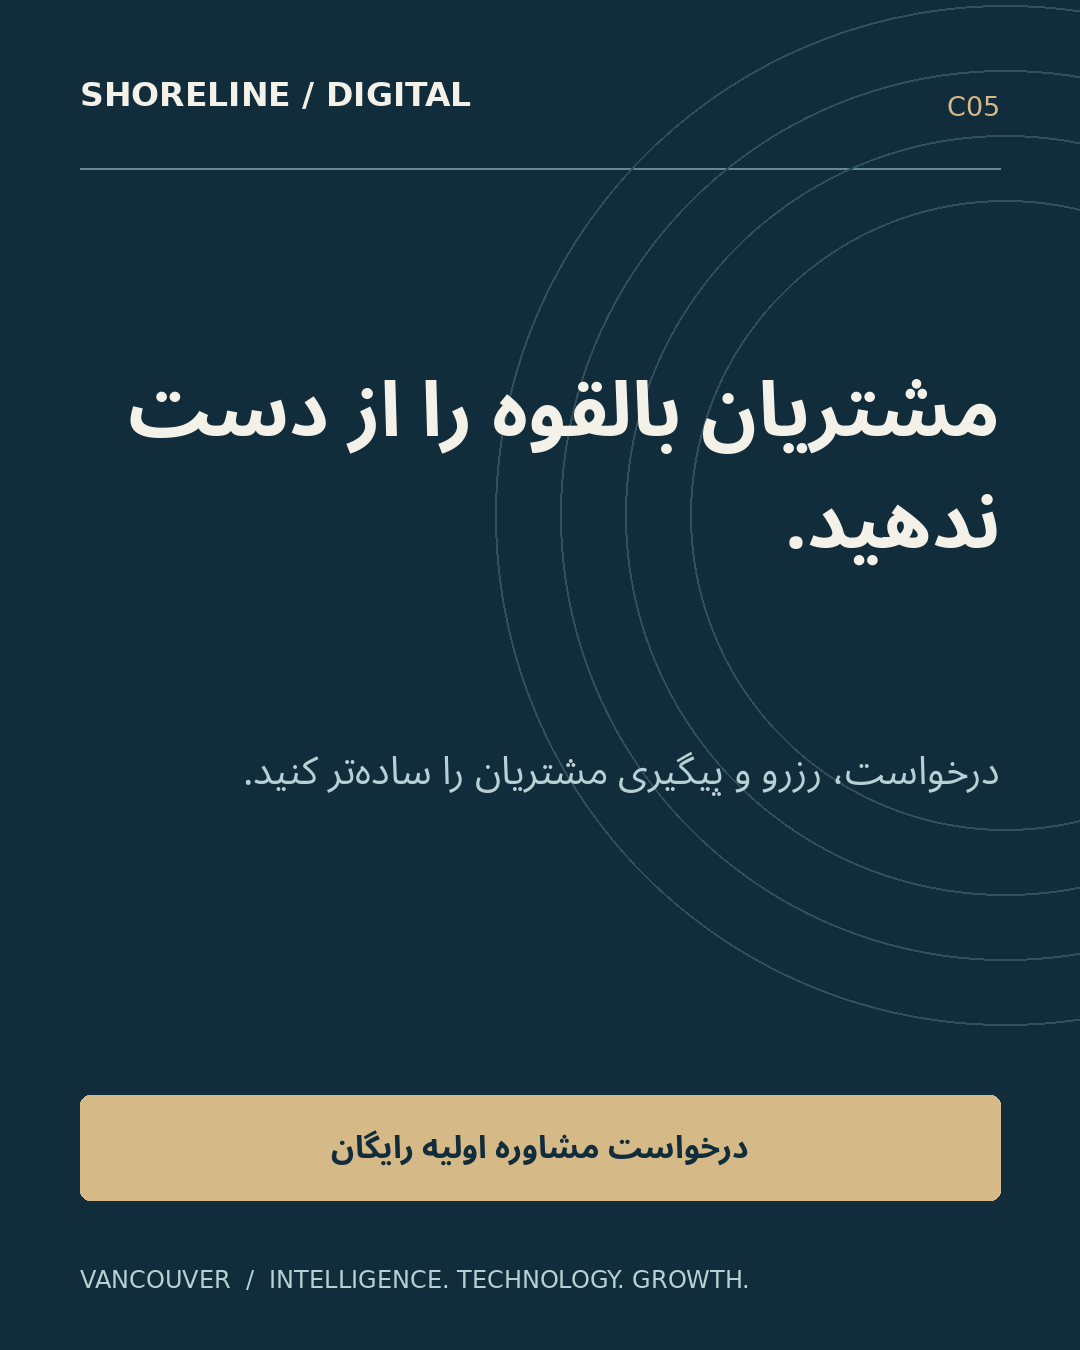 SHORELINE / DIGITAL
C05
مشتریان بالقوه را از دست
ندهید.
درخواست، رزرو و پیگیری مشتریان را ساده‌تر کنید.
درخواست مشاوره اولیه رایگان
VANCOUVER / INTELLIGENCE. TECHNOLOGY. GROWTH.